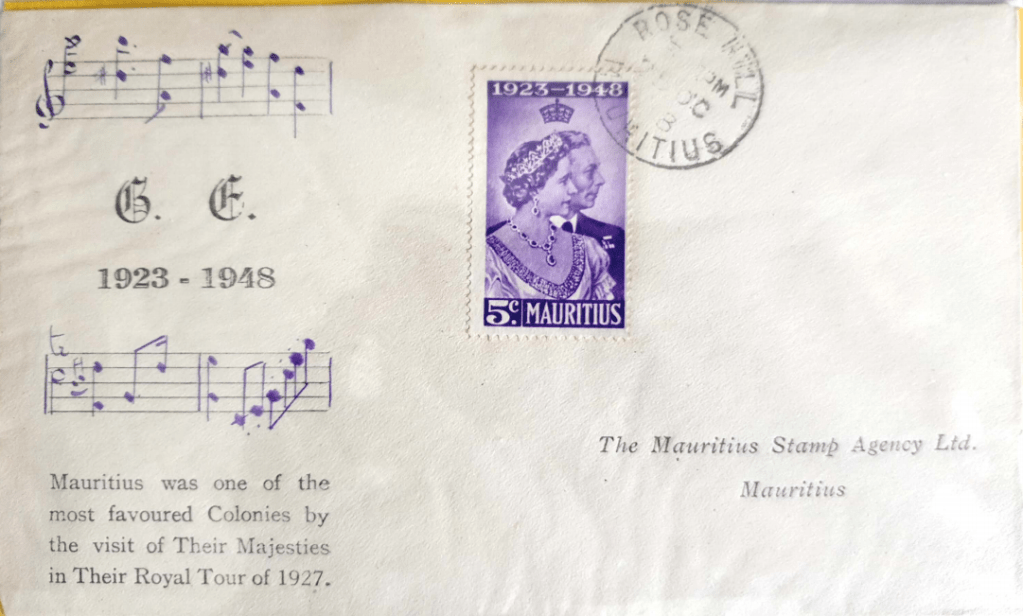 G. E.
1923 - 1948
Mauritius was one of the
most favoured Colonies by
the visit of Their Majesties
in Their Royal Tour of 1927.
1923-1948
5c. MAURITIUS
ROSE HILL
MAURITIUS
The Mauritius Stamp Agency Ltd.
Mauritius